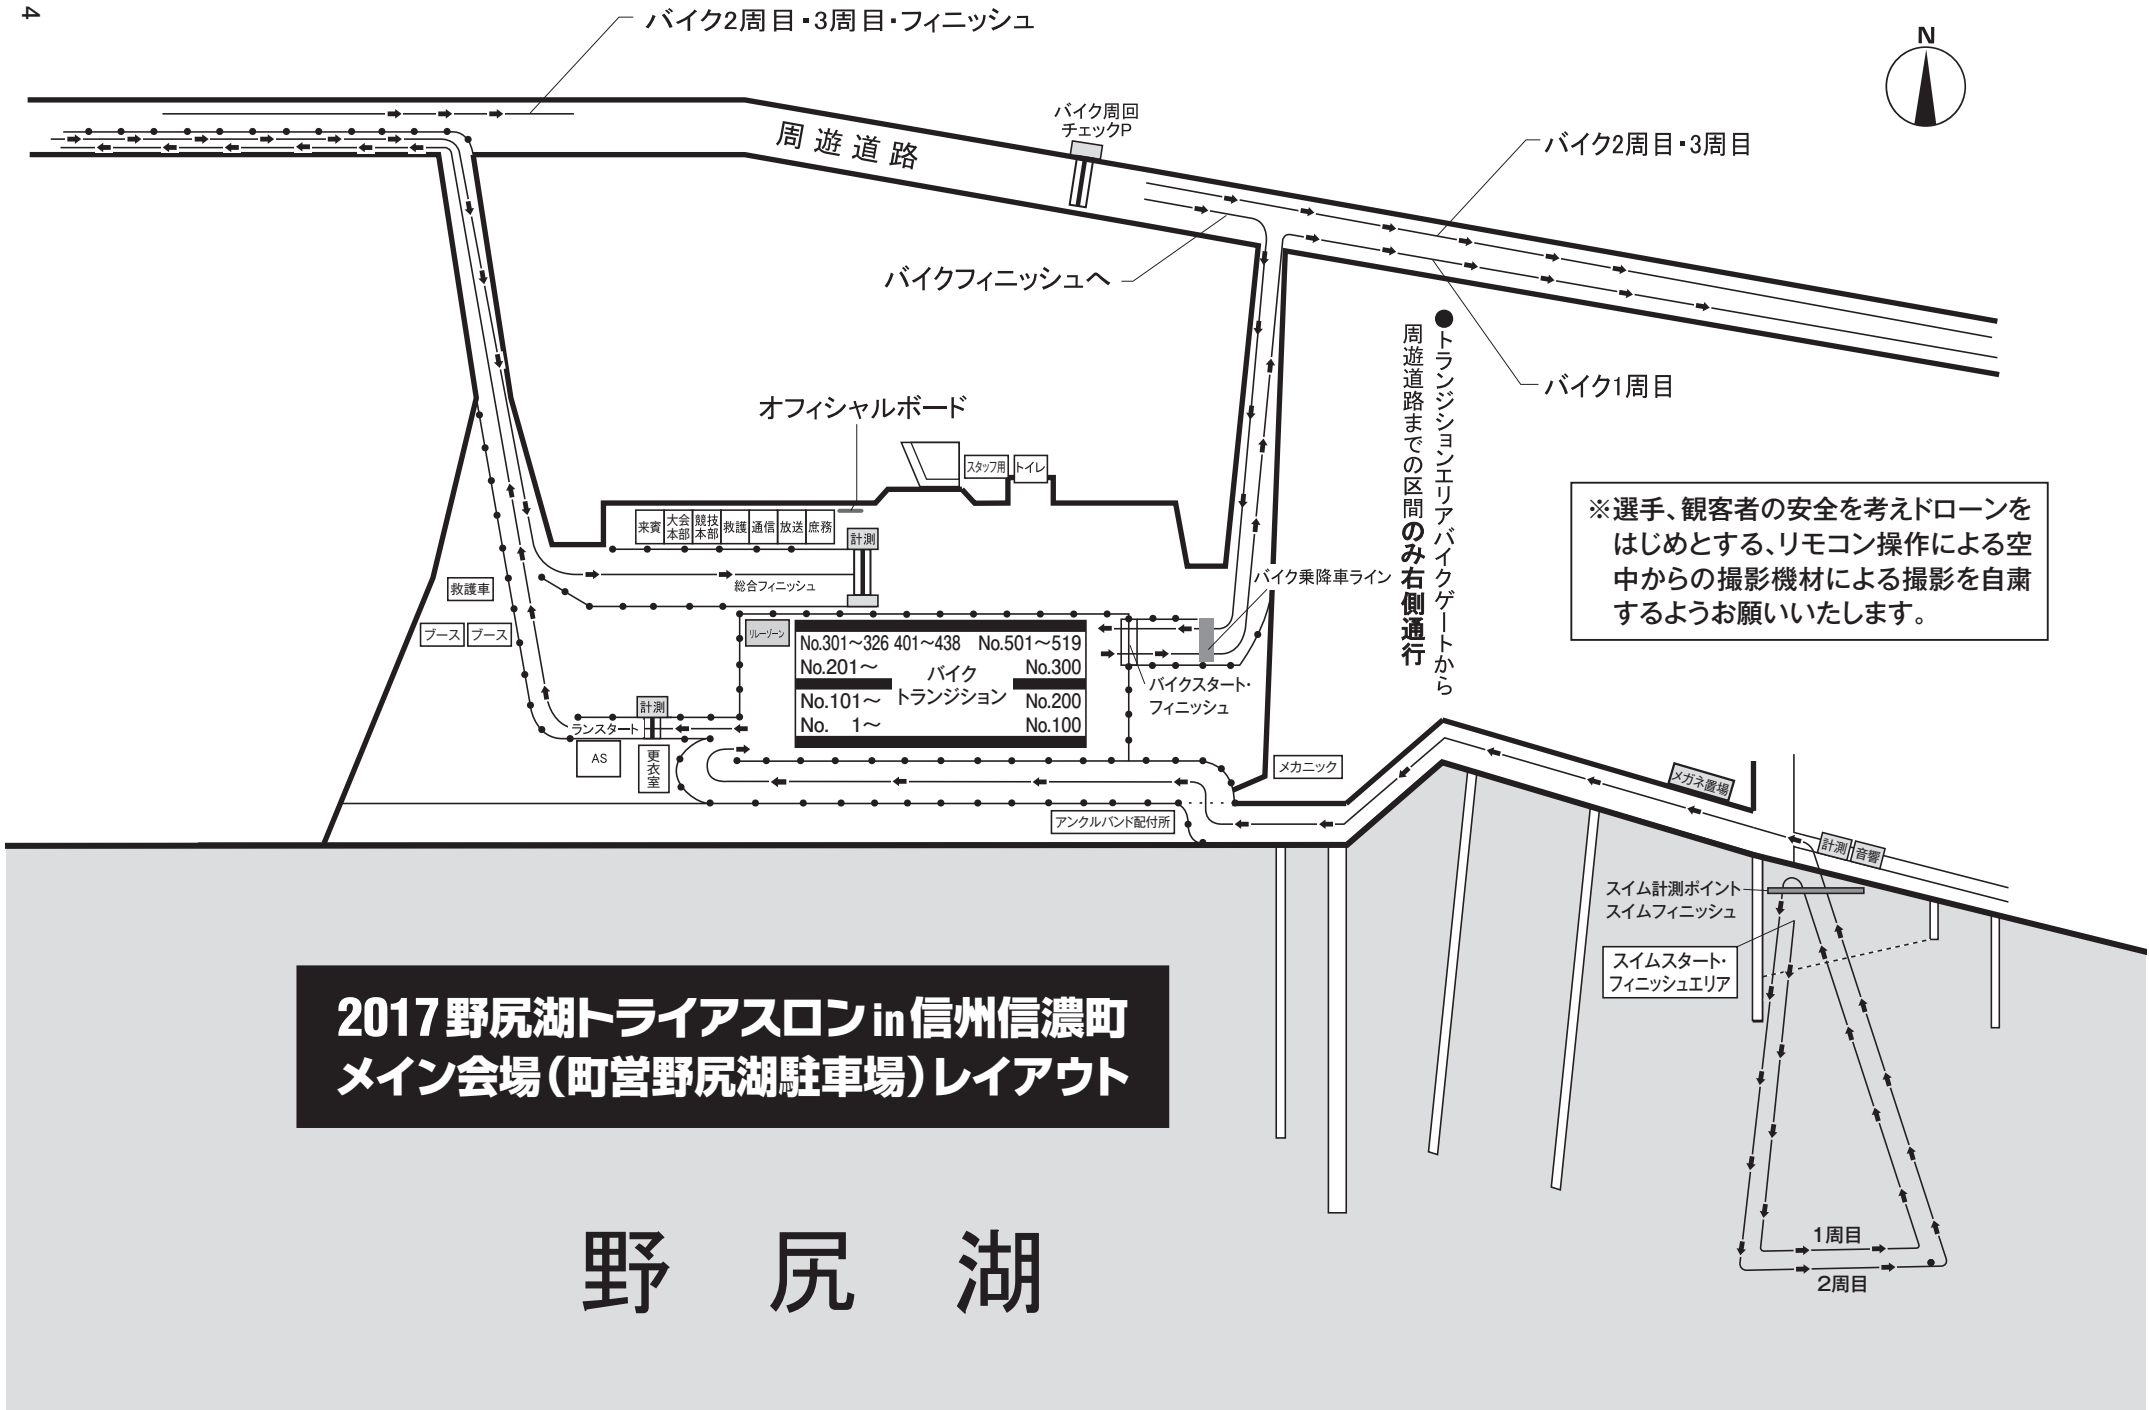 4
バイク2周目・3周目・フィニッシュ
N
バイク周回
チェックP
周遊道路
バイク2周目・3周目
バイクフィニッシュへ
バイク1周目
●トランジションエリアバイクゲートから
周遊道路までの区間のみ右側通行
オフィシャルボード
スタッフ用
トイレ
来賓
大会
本部
競技
本部
救護
通信
放送
庶務
計測
総合フィニッシュ
※選手、観客者の安全を考えドローンを
はじめとする、リモコン操作による空
中からの撮影機材による撮影を自粛
するようお願いいたします。
救護車
ブース
ブース
リレーゾーン
No.301〜326 401〜438 No.501〜519
No.201〜
No.300
バイク
トランジション
No.101〜
No.200
No. 1〜
No.100
バイク乗降車ライン
バイクスタート・
フィニッシュ
計測
ランスタート
AS
更衣室
メカニック
アンクルバンド配付所
メガネ置場
計測
音響
スイム計測ポイント
スイムフィニッシュ
スイムスタート・
フィニッシュエリア
1周目
2周目
2017野尻湖トライアスロンin信州信濃町
メイン会場（町営野尻湖駐車場）レイアウト
野尻湖